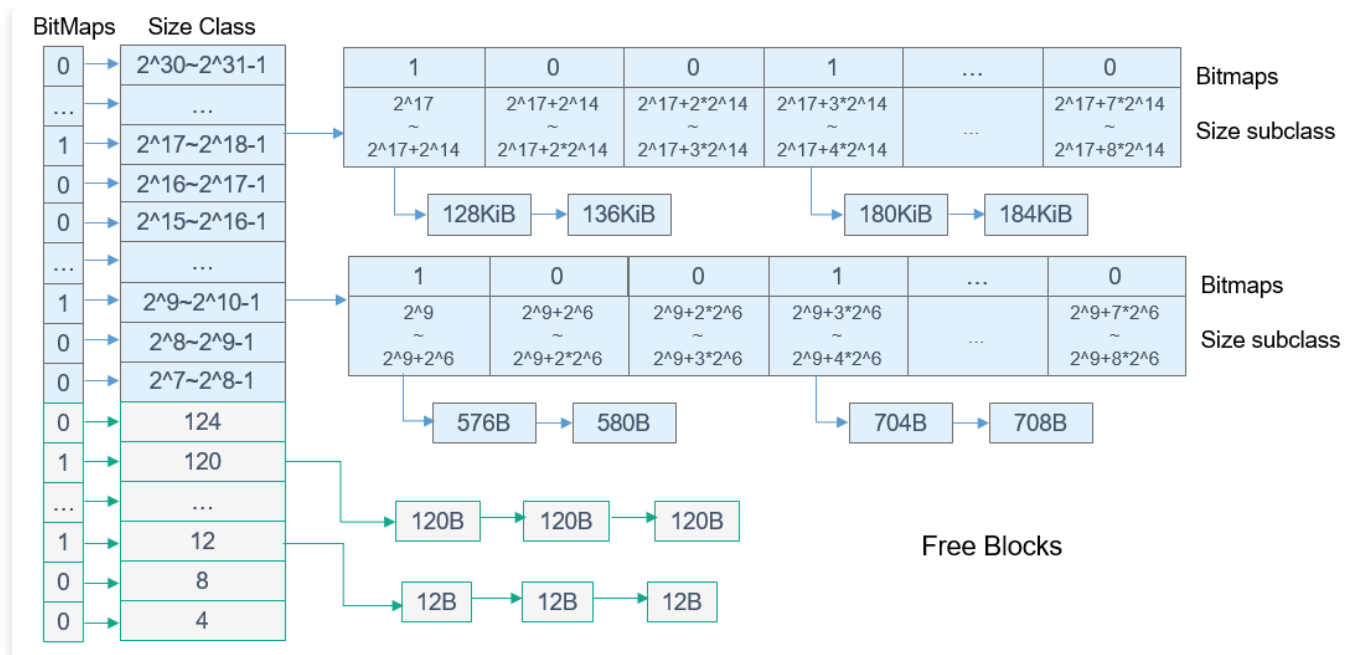 BitMaps Size Class
0 2^30~2^31-1
... ...
1 2^17~2^18-1
0 2^16~2^17-1
0 2^15~2^16-1
... ...
1 2^9~2^10-1
0 2^8~2^9-1
0 2^7~2^8-1
0 124
1 120
... ...
1 12
0 8
0 4
1 0 0 1 ... 0 Bitmaps
2^17 2^17+2^14 2^17+2*2^14 2^17+3*2^14 2^17+7*2^14
~ ~ ~ ~ ... ~ Size subclass
2^17+2^14 2^17+2*2^14 2^17+3*2^14 2^17+4*2^14 2^17+8*2^14
128KiB 136KiB 180KiB 184KiB
1 0 0 1 ... 0 Bitmaps
2^9 2^9+2^6 2^9+2*2^6 2^9+3*2^6 2^9+7*2^6
~ ~ ~ ~ ... ~ Size subclass
2^9+2^6 2^9+2*2^6 2^9+3*2^6 2^9+4*2^6 2^9+8*2^6
576B 580B 704B 708B
120B 120B 120B
Free Blocks
12B 12B 12B